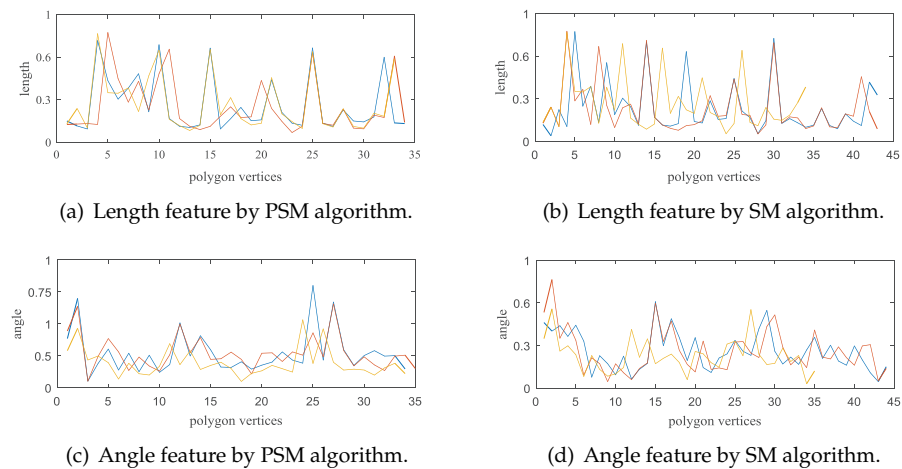 1
0.6
0.3
0
length
0 5 10 15 20 25 30 35
polygon vertices
(a) Length feature by PSM algorithm.
1
0.6
0.3
0
length
0 5 10 15 20 25 30 35 40 45
polygon vertices
(b) Length feature by SM algorithm.
1
0.75
1
0.5
0
angle
0 5 10 15 20 25 30 35
polygon vertices
(c) Angle feature by PSM algorithm.
1
0.6
0.3
0
angle
0 5 10 15 20 25 30 35 40 45
polygon vertices
(d) Angle feature by SM algorithm.